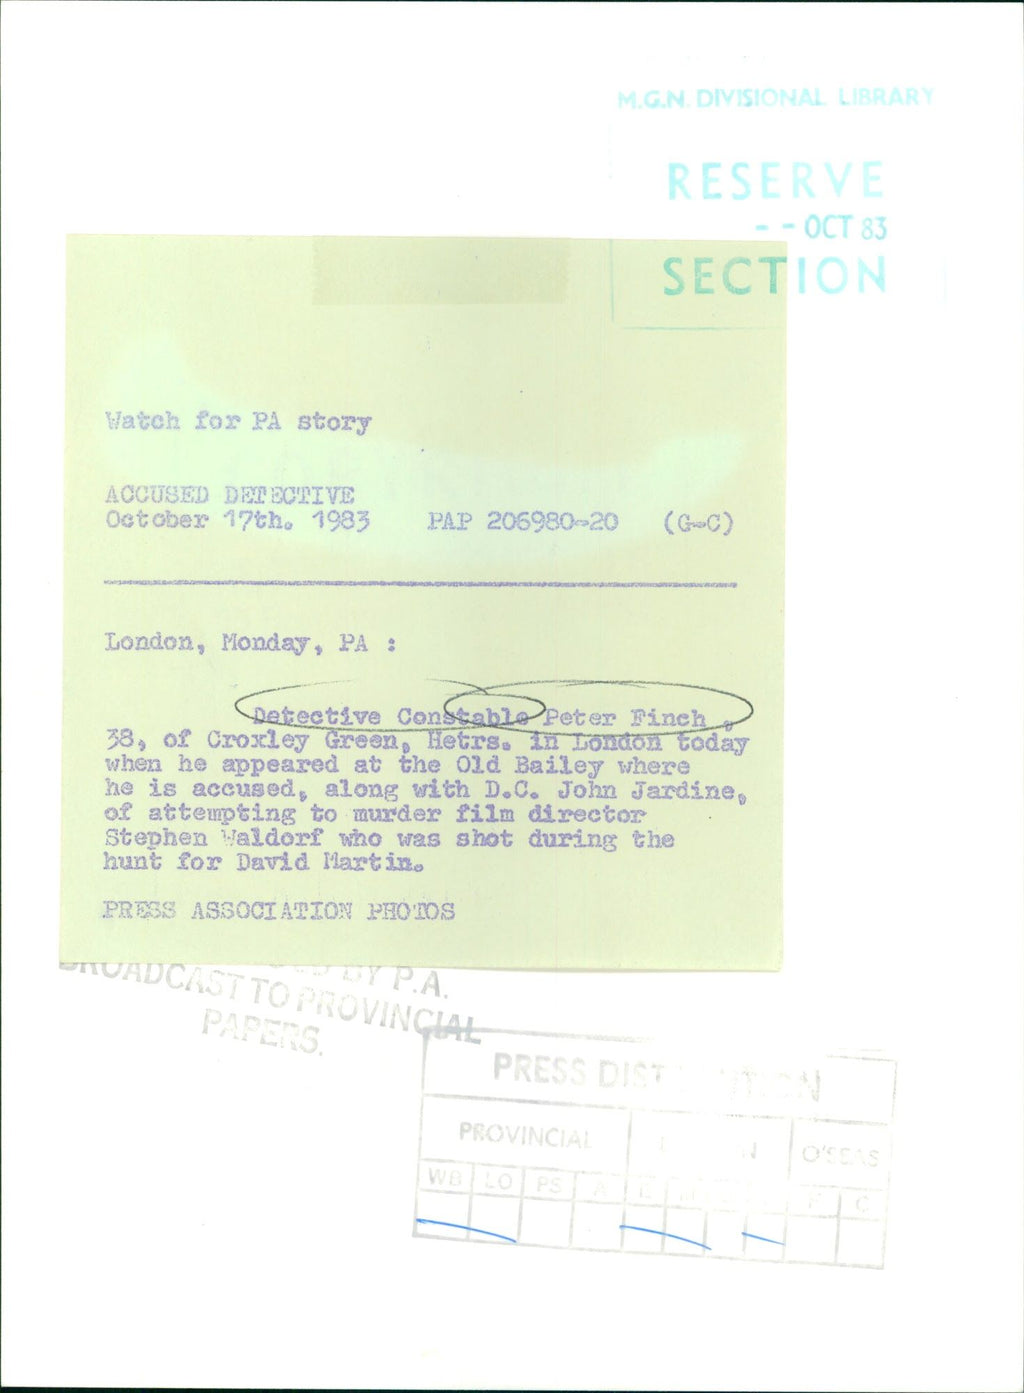 M.G.N. DIVISIONAL LIBRARY
RESERVE
-- OCT 83
SECTION
Watch for PA story
ACCUSED DETECTIVE
October 17th. 1983 PAP 206980-20 (G-C)
London, Monday, PA :
Detective Constable Peter Finch ,
38, of Croxley Green, Hetrs. in London today
when he appeared at the Old Bailey where
he is accused, along with D.C. John Jardine,
of attempting to murder film director
Stephen Waldorf who was shot during the
hunt for David Martin.
PRESS ASSOCIATION PHOTOS
BY P.A.
BROADCAST TO PROVINCIAL
PAPERS.
PRESS
PROVINCIAL O'SEAS
WB LO PS A E F C